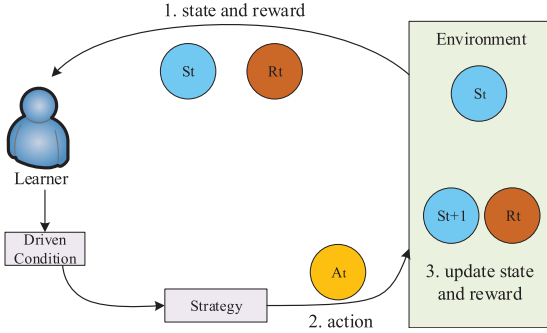 1. state and reward
St
Rt
Environment
St
Learner
Driven
Condition
Strategy
At
2. action
St+1
Rt
3. update state
and reward